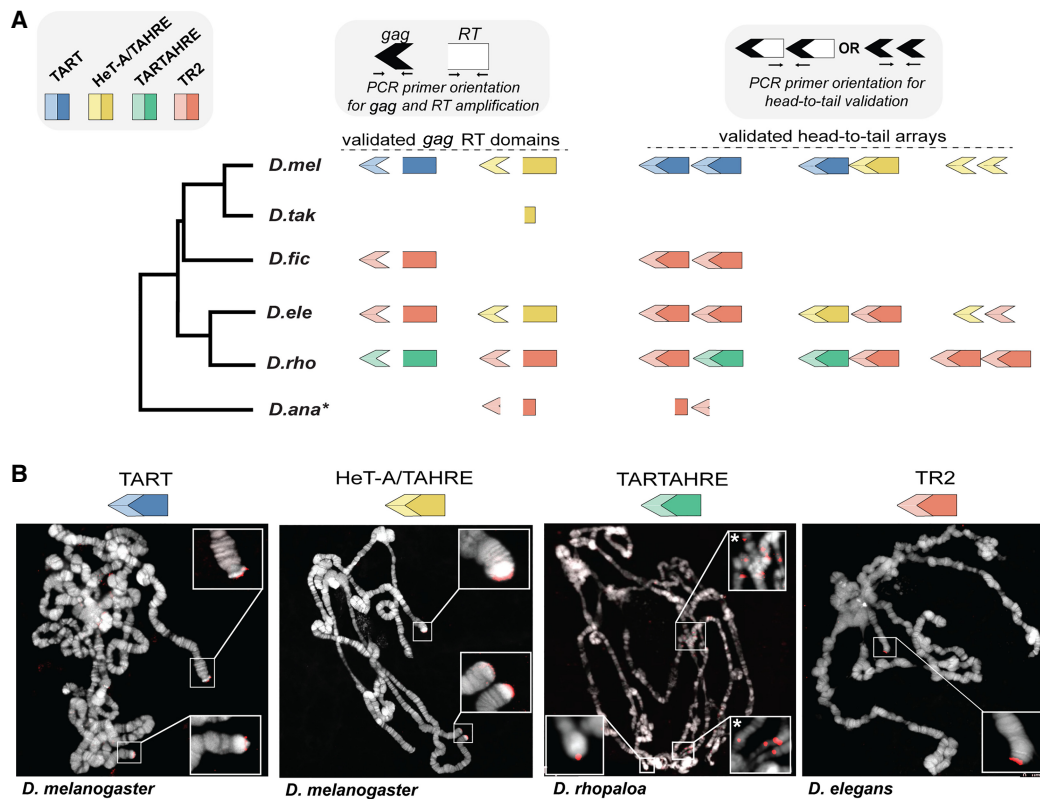 A
TART
HeT-A/TAHRE
TARTAHRE
TR2
gag
RT
PCR primer orientation
for gag and RT amplification
OR
PCR primer orientation for
head-to-tail validation
validated gag RT domains
validated head-to-tail arrays
D.mel
D.tak
D.fic
D.ele
D.rho
D.ana*
B
TART
HeT-A/TAHRE
TARTAHRE
TR2
*
*
D. melanogaster
D. melanogaster
D. rhopaloa
D. elegans